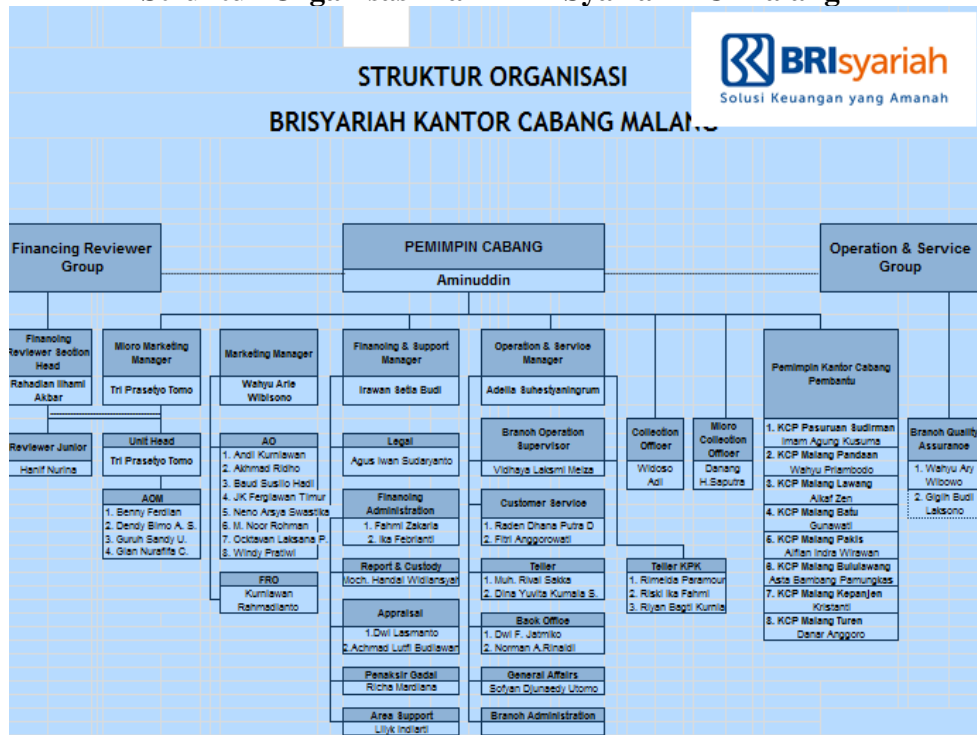 STRUKTUR ORGANISASI
BRISYARIAH KANTOR CABANG MALANG
BRIsyariah
Solusi Keuangan yang Amanah
Financing Reviewer
Group
PEMIMPIN CABANG
Aminuddin
Operation & Service
Group
Financing
Reviewer Section
Head
Rahadian Ilhami
Akbar
Reviewer Junior
Hanif Nurina
Micro Marketing
Manager
Tri Prasetyo Tomo
Unit Head
Tri Prasetyo Tomo
AOM
1. Benny Ferdian
2. Dendy Bimo A. S.
3. Guruh Sandy U.
4. Gian Nurafifa C.
Marketing Manager
Wahyu Arie
Wibisono
AO
1. Andi Kurniawan
2. Akhmad Ridho
3. Baud Susilo Hadi
4. JK Fergiawan Timur
5. Neno Arsya Swastika
6. M. Noor Rohman
7. Ocktavan Laksana P.
8. Windy Pratiwi
FRO
Kurniawan
Rahmadianto
Financing & Support
Manager
Irawan Setia Budi
Legal
Agus Iwan Sudaryanto
Financing
Administration
1. Fahmi Zakaria
2. Ika Febrianti
Report & Custody
Moch. Handal Widiansyah
Appraisal
1.Dwi Lasmanto
2.Achmad Lutfi Budiawan
Penaksir Gadai
Richa Mardiana
Area Support
Lilyk Indiarti
Operation & Service
Manager
Adelia Suhestyaningrum
Branch Operation
Supervisor
Vidhaya Laksmi Meiza
Customer Service
1. Raden Dhana Putra D
2. Fitri Anggorowati
Teller
1. Muh. Rival Sakka
2. Dina Yuvita Kumala S.
Back Office
1. Dwi F. Jatmiko
2. Norman A.Rinaldi
General Affairs
Sofyan Djunaedy Utomo
Branch Administration
Collection
Officer
Widoso
Adi
Micro
Collection
Officer
Danang
H.Saputra
Teller KPK
1. Rimelda Paramour
2. Riski Ika Fahmi
3. Riyan Bagti Kurnia
Pemimpin Kantor Cabang
Pembantu
1. KCP Pasuruan Sudirman
Imam Agung Kusuma
2. KCP Malang Pandaan
Wahyu Priambodo
3. KCP Malang Lawang
Alkaf Zen
4. KCP Malang Batu
Gunawati
5. KCP Malang Pakis
Alfian Indra Wirawan
6. KCP Malang Bululawang
Asta Bambang Pamungkas
7. KCP Malang Kepanjen
Kristanti
8. KCP Malang Turen
Danar Anggoro
Branch Quality
Assurance
1. Wahyu Ary
Wibowo
2. Gigih Budi
Laksono